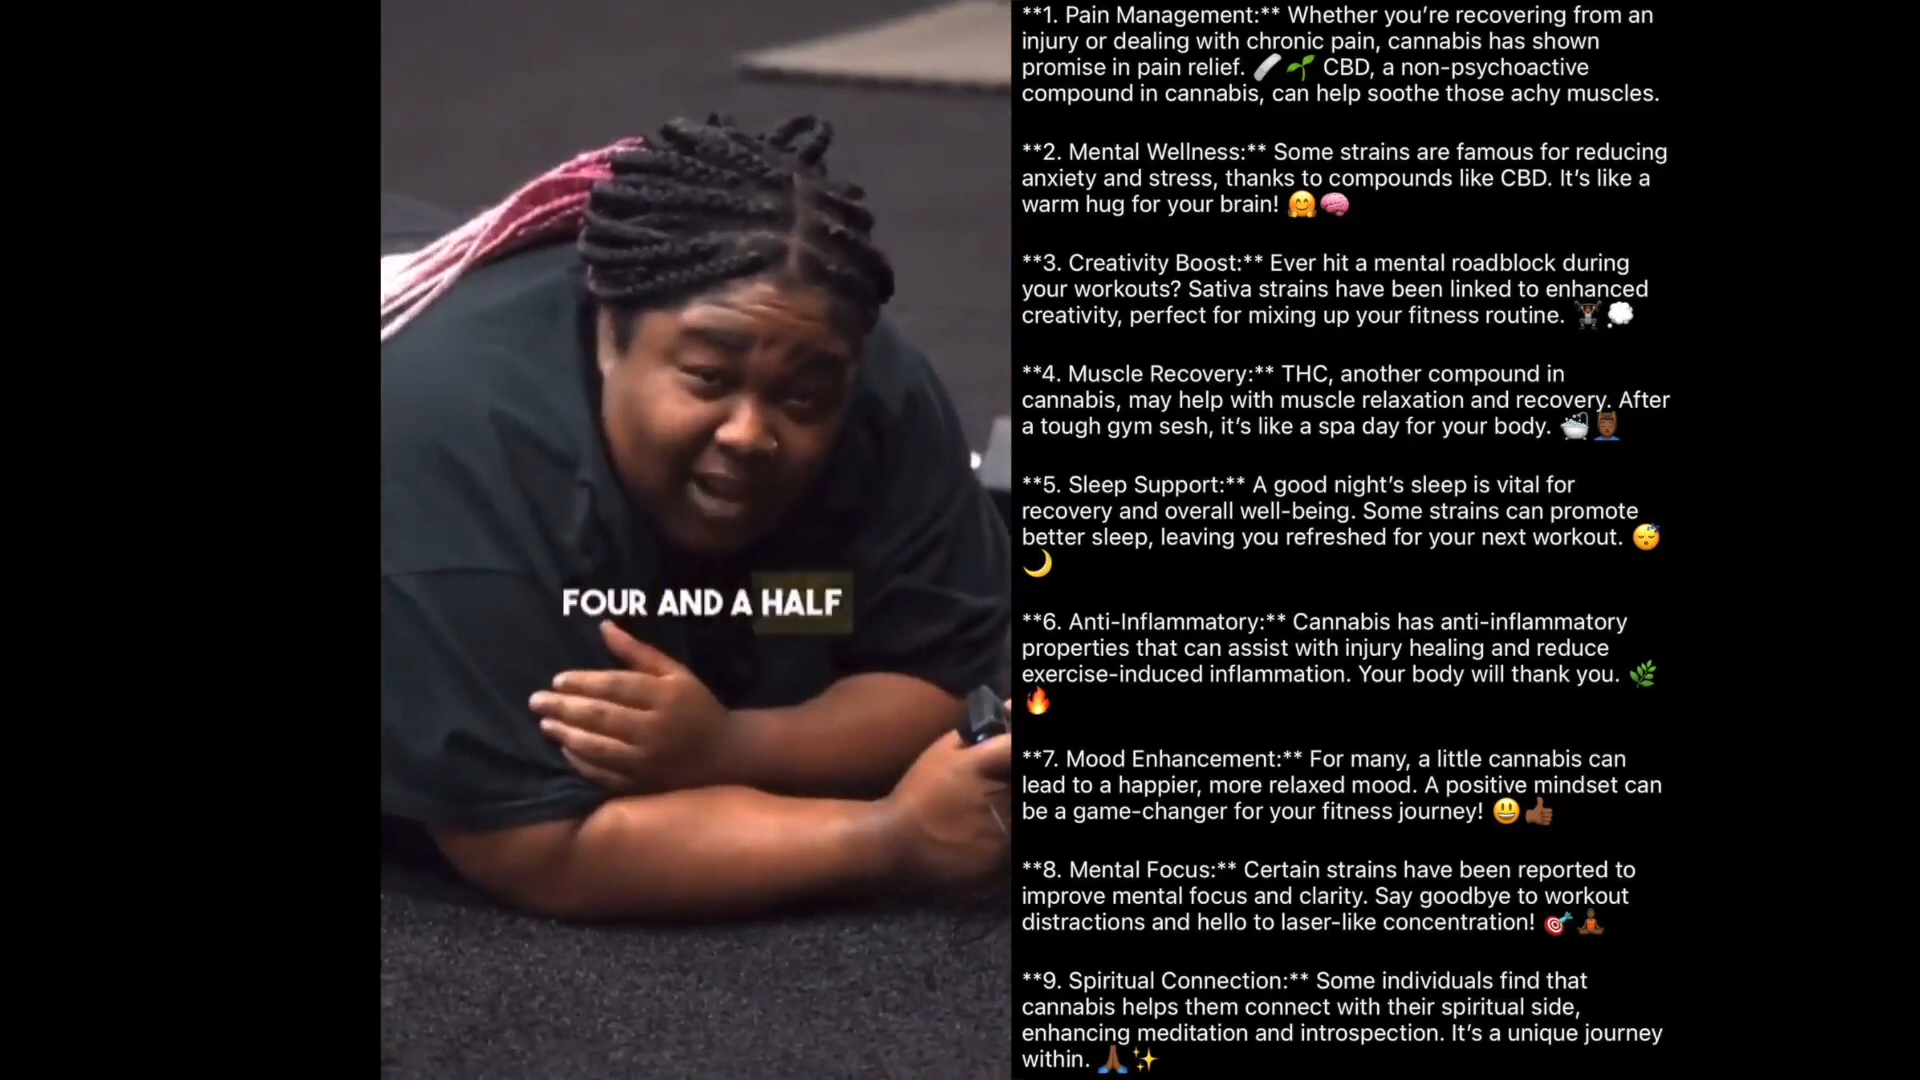 FOUR AND A HALF
**1. Pain Management:** Whether you’re recovering from an
injury or dealing with chronic pain, cannabis has shown
promise in pain relief. 🩹🌱 CBD, a non-psychoactive
compound in cannabis, can help soothe those achy muscles.
**2. Mental Wellness:** Some strains are famous for reducing
anxiety and stress, thanks to compounds like CBD. It’s like a
warm hug for your brain! 🤗🧠
**3. Creativity Boost:** Ever hit a mental roadblock during
your workouts? Sativa strains have been linked to enhanced
creativity, perfect for mixing up your fitness routine. 🏋🏾💭
**4. Muscle Recovery:** THC, another compound in
cannabis, may help with muscle relaxation and recovery. After
a tough gym sesh, it’s like a spa day for your body. 🛁💆🏾‍♂️
**5. Sleep Support:** A good night’s sleep is vital for
recovery and overall well-being. Some strains can promote
better sleep, leaving you refreshed for your next workout. 😴
🌙
**6. Anti-Inflammatory:** Cannabis has anti-inflammatory
properties that can assist with injury healing and reduce
exercise-induced inflammation. Your body will thank you. 🌿
🔥
**7. Mood Enhancement:** For many, a little cannabis can
lead to a happier, more relaxed mood. A positive mindset can
be a game-changer for your fitness journey! 😃👍🏾
**8. Mental Focus:** Certain strains have been reported to
improve mental focus and clarity. Say goodbye to workout
distractions and hello to laser-like concentration! 🎯🧘🏾
**9. Spiritual Connection:** Some individuals find that
cannabis helps them connect with their spiritual side,
enhancing meditation and introspection. It’s a unique journey
within. 🙏🏾✨